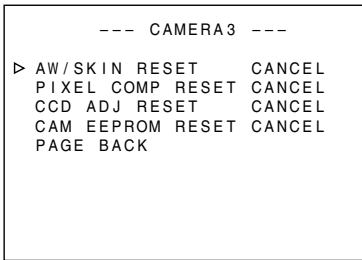 --- CAMERA3 ---
AW/SKIN RESET CANCEL
PIXEL COMP RESET CANCEL
CCD ADJ RESET CANCEL
CAM EEPROM RESET CANCEL
PAGE BACK